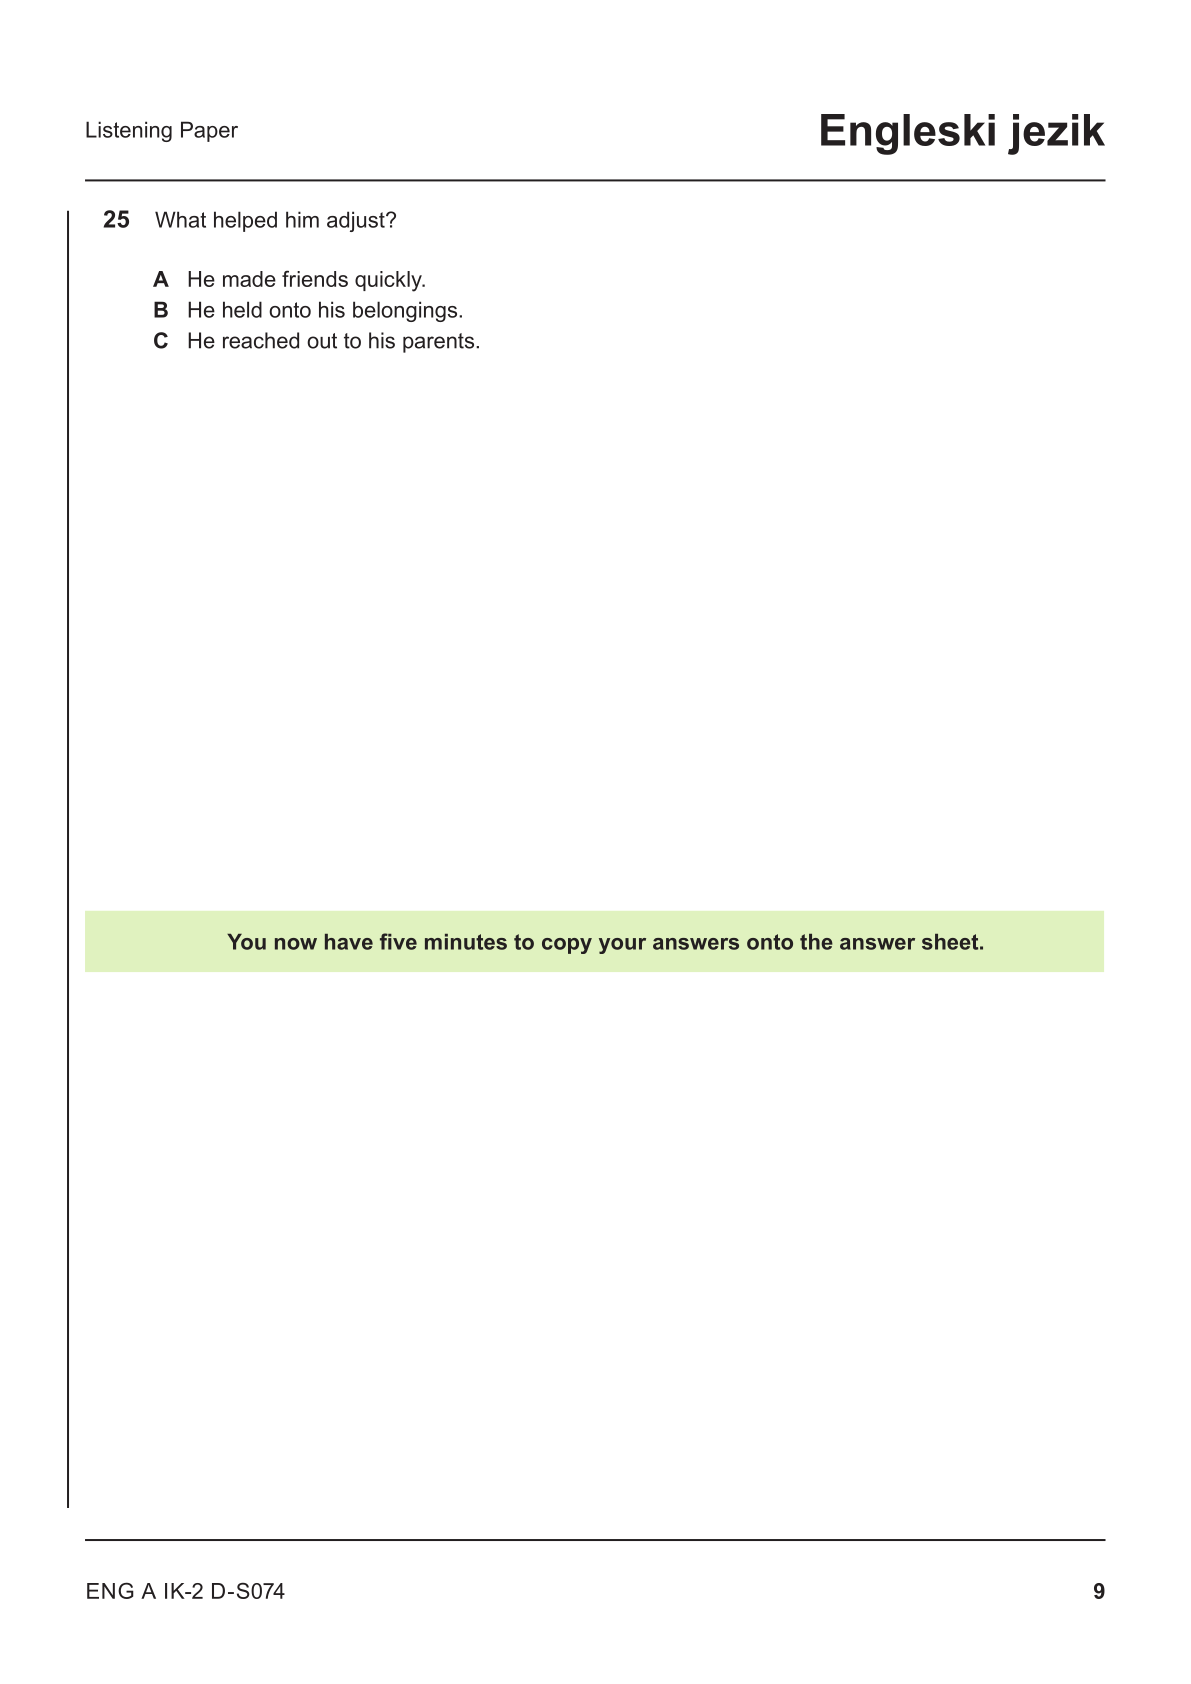 Listening Paper
Engleski jezik
25 What helped him adjust?
A He made friends quickly.
B He held onto his belongings.
C He reached out to his parents.
You now have five minutes to copy your answers onto the answer sheet.
ENG A IK-2 D-S074
9